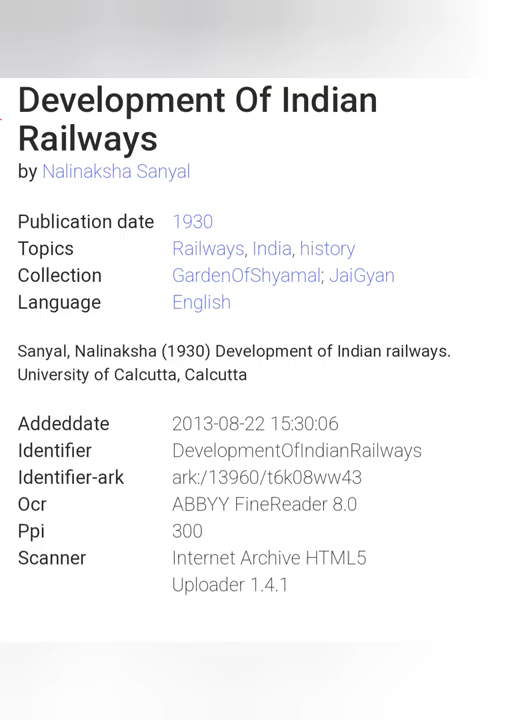 Development Of Indian
Railways
by Nalinaksha Sanyal
Publication date 1930
Topics Railways, India, history
Collection GardenOfShyamal; JaiGyan
Language English
Sanyal, Nalinaksha (1930) Development of Indian railways.
University of Calcutta, Calcutta
Addeddate 2013-08-22 15:30:06
Identifier DevelopmentOfIndianRailways
Identifier-ark ark:/13960/t6k08ww43
Ocr ABBYY FineReader 8.0
Ppi 300
Scanner Internet Archive HTML5
Uploader 1.4.1